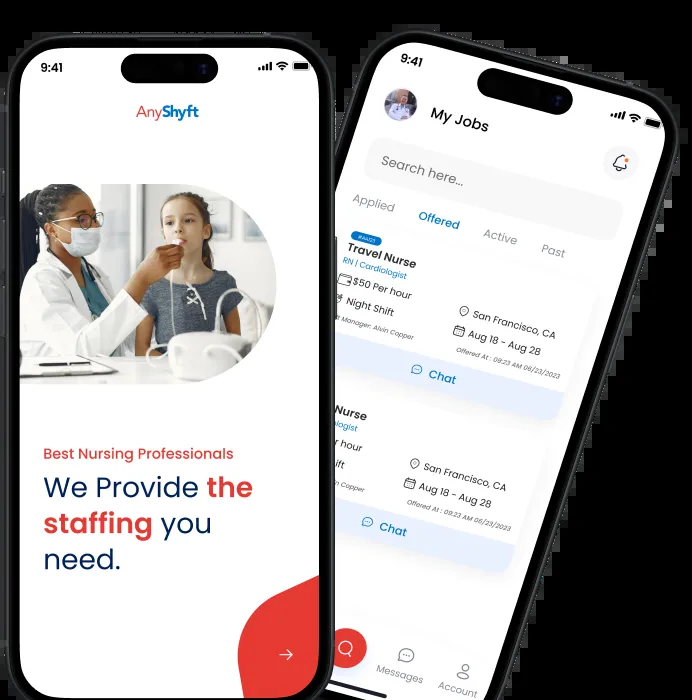 9:41
AnyShyft
Best Nursing Professionals
We Provide the
staffing you
need.
9:41
My Jobs
Search here...
Applied Offered Active Past
Travel Nurse
RN | Cardiologist
$50 Per hour San Francisco, CA
Night Shift Aug 18 - Aug 28
Manager: Alvin Copper Offered At : 09:23 AM 06/23/2023
Chat
Nurse
hour San Francisco, CA
Aug 18 - Aug 28
Copper Offered At : 09:23 AM 06/23/2023
Chat
Messages Account